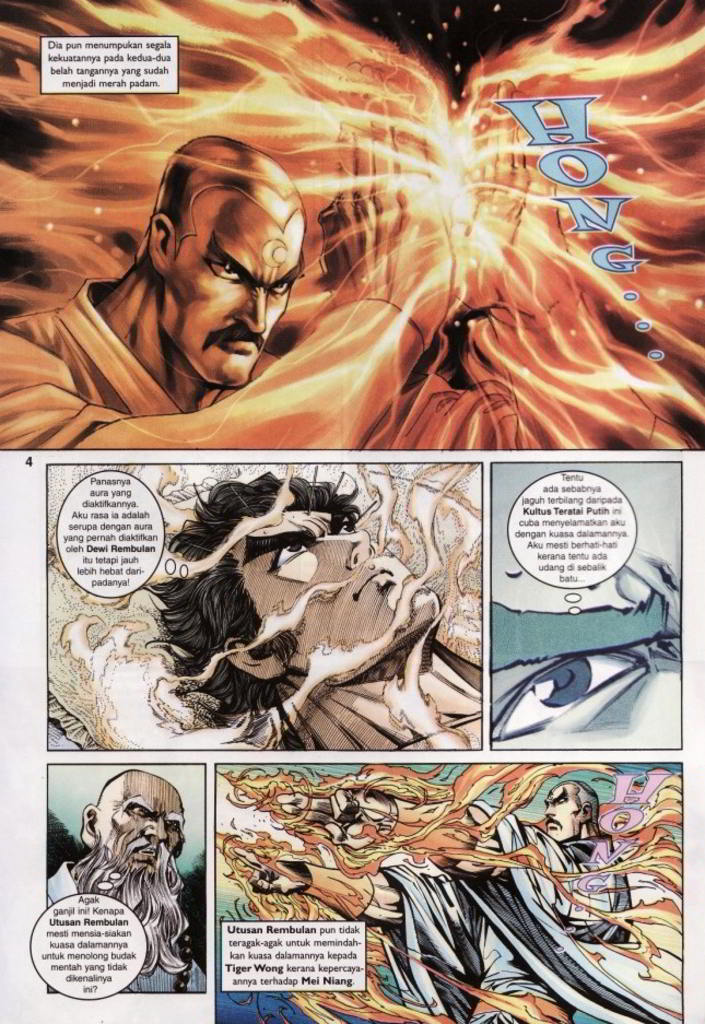 Dia pun menumpukan segala
kekuatannya pada kedua-dua
belah tangannya yang sudah
menjadi merah padam.
HONG...
4
Panasnya
aura yang
diaktifkannya.
Aku rasa ia adalah
serupa dengan aura
yang pernah diaktifkan
oleh Dewi Rembulan
itu tetapi jauh
lebih hebat dari-
padanya!
Tentu
ada sebabnya
jaguh terbilang daripada
Kultus Teratai Putih ini
cuba menyelamatkan aku
dengan kuasa dalamannya.
Aku mesti berhati-hati
kerana tentu ada
udang di sebalik
batu...
Agak
ganjil ini! Kenapa
Utusan Rembulan
mesti mensia-siakan
kuasa dalamannya
untuk menolong budak
mentah yang tidak
dikenalinya
ini?
HONG...
Utusan Rembulan pun tidak
teragak-agak untuk memindah-
kan kuasa dalamannya kepada
Tiger Wong kerana kepercaya-
annya terhadap Mei Niang.